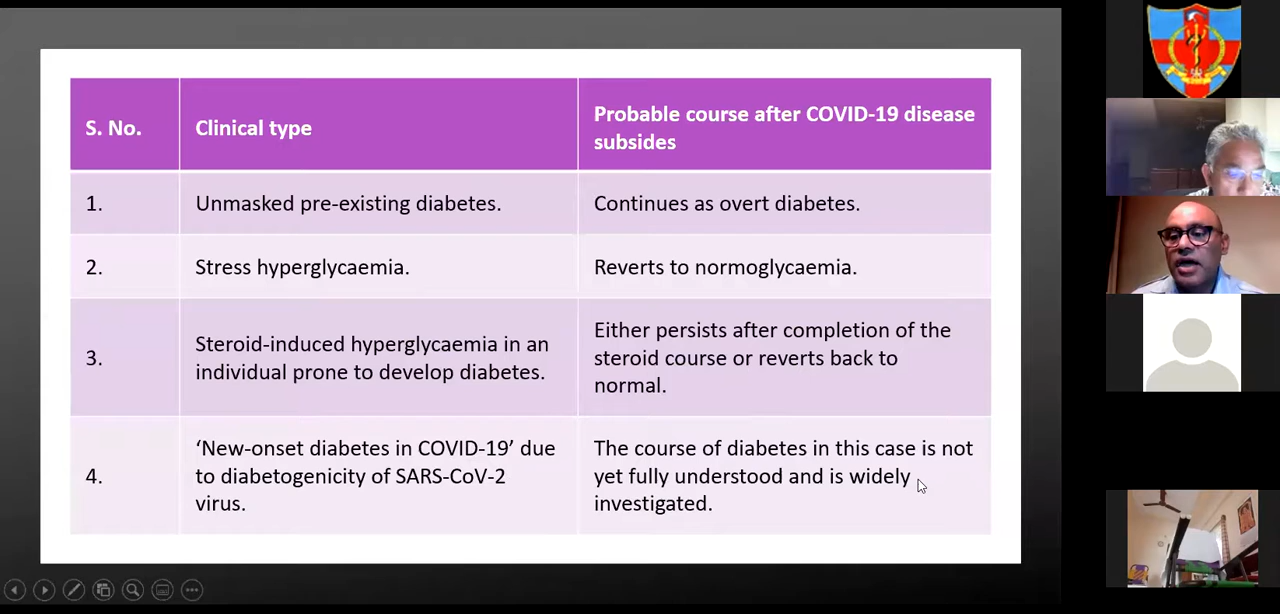 S. No.
Clinical type
Probable course after COVID-19 disease
subsides
1.
Unmasked pre-existing diabetes.
Continues as overt diabetes.
2.
Stress hyperglycaemia.
Reverts to normoglycaemia.
3.
Steroid-induced hyperglycaemia in an
individual prone to develop diabetes.
Either persists after completion of the
steroid course or reverts back to
normal.
4.
‘New-onset diabetes in COVID-19’ due
to diabetogenicity of SARS-CoV-2
virus.
The course of diabetes in this case is not
yet fully understood and is widely
investigated.